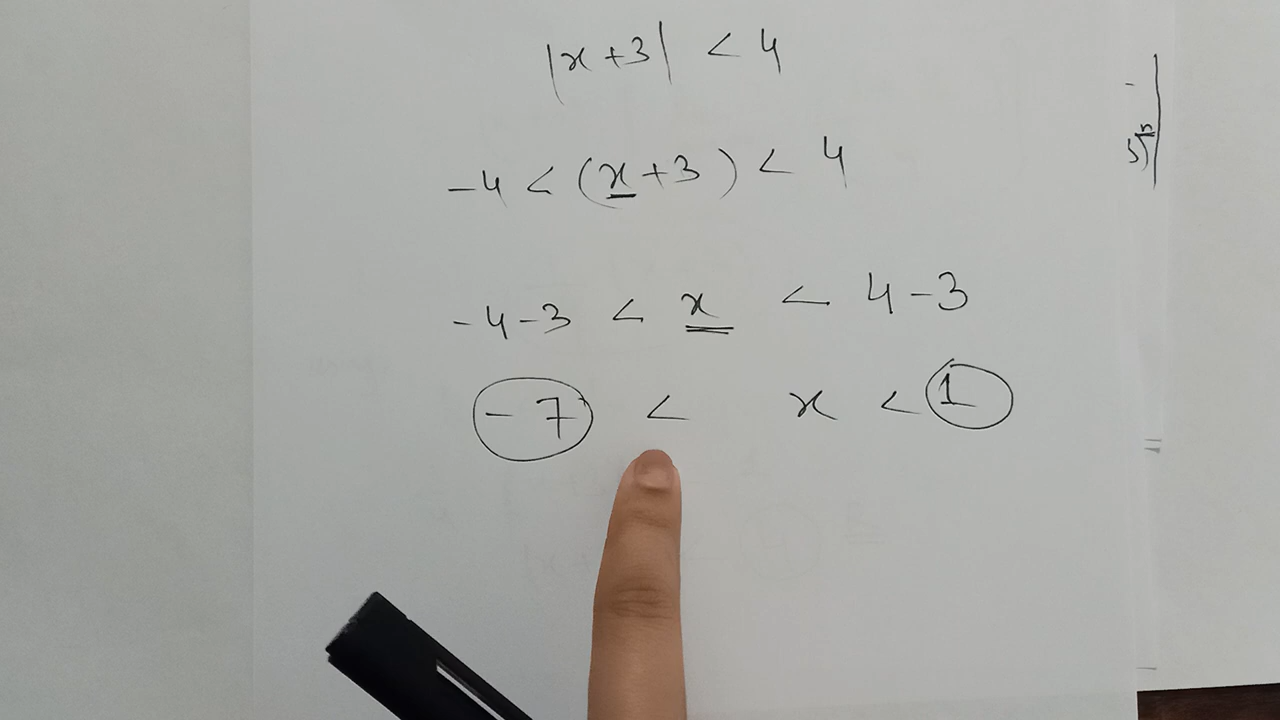 |x+3| < 4
-4 < (x+3) < 4
-4-3 < x < 4-3
-7 < x < 1